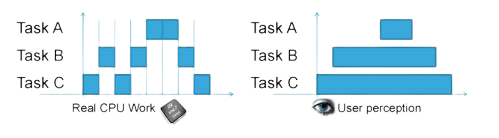 Task A
Task B
Task C
Real CPU Work
Task A
Task B
Task C
User perception